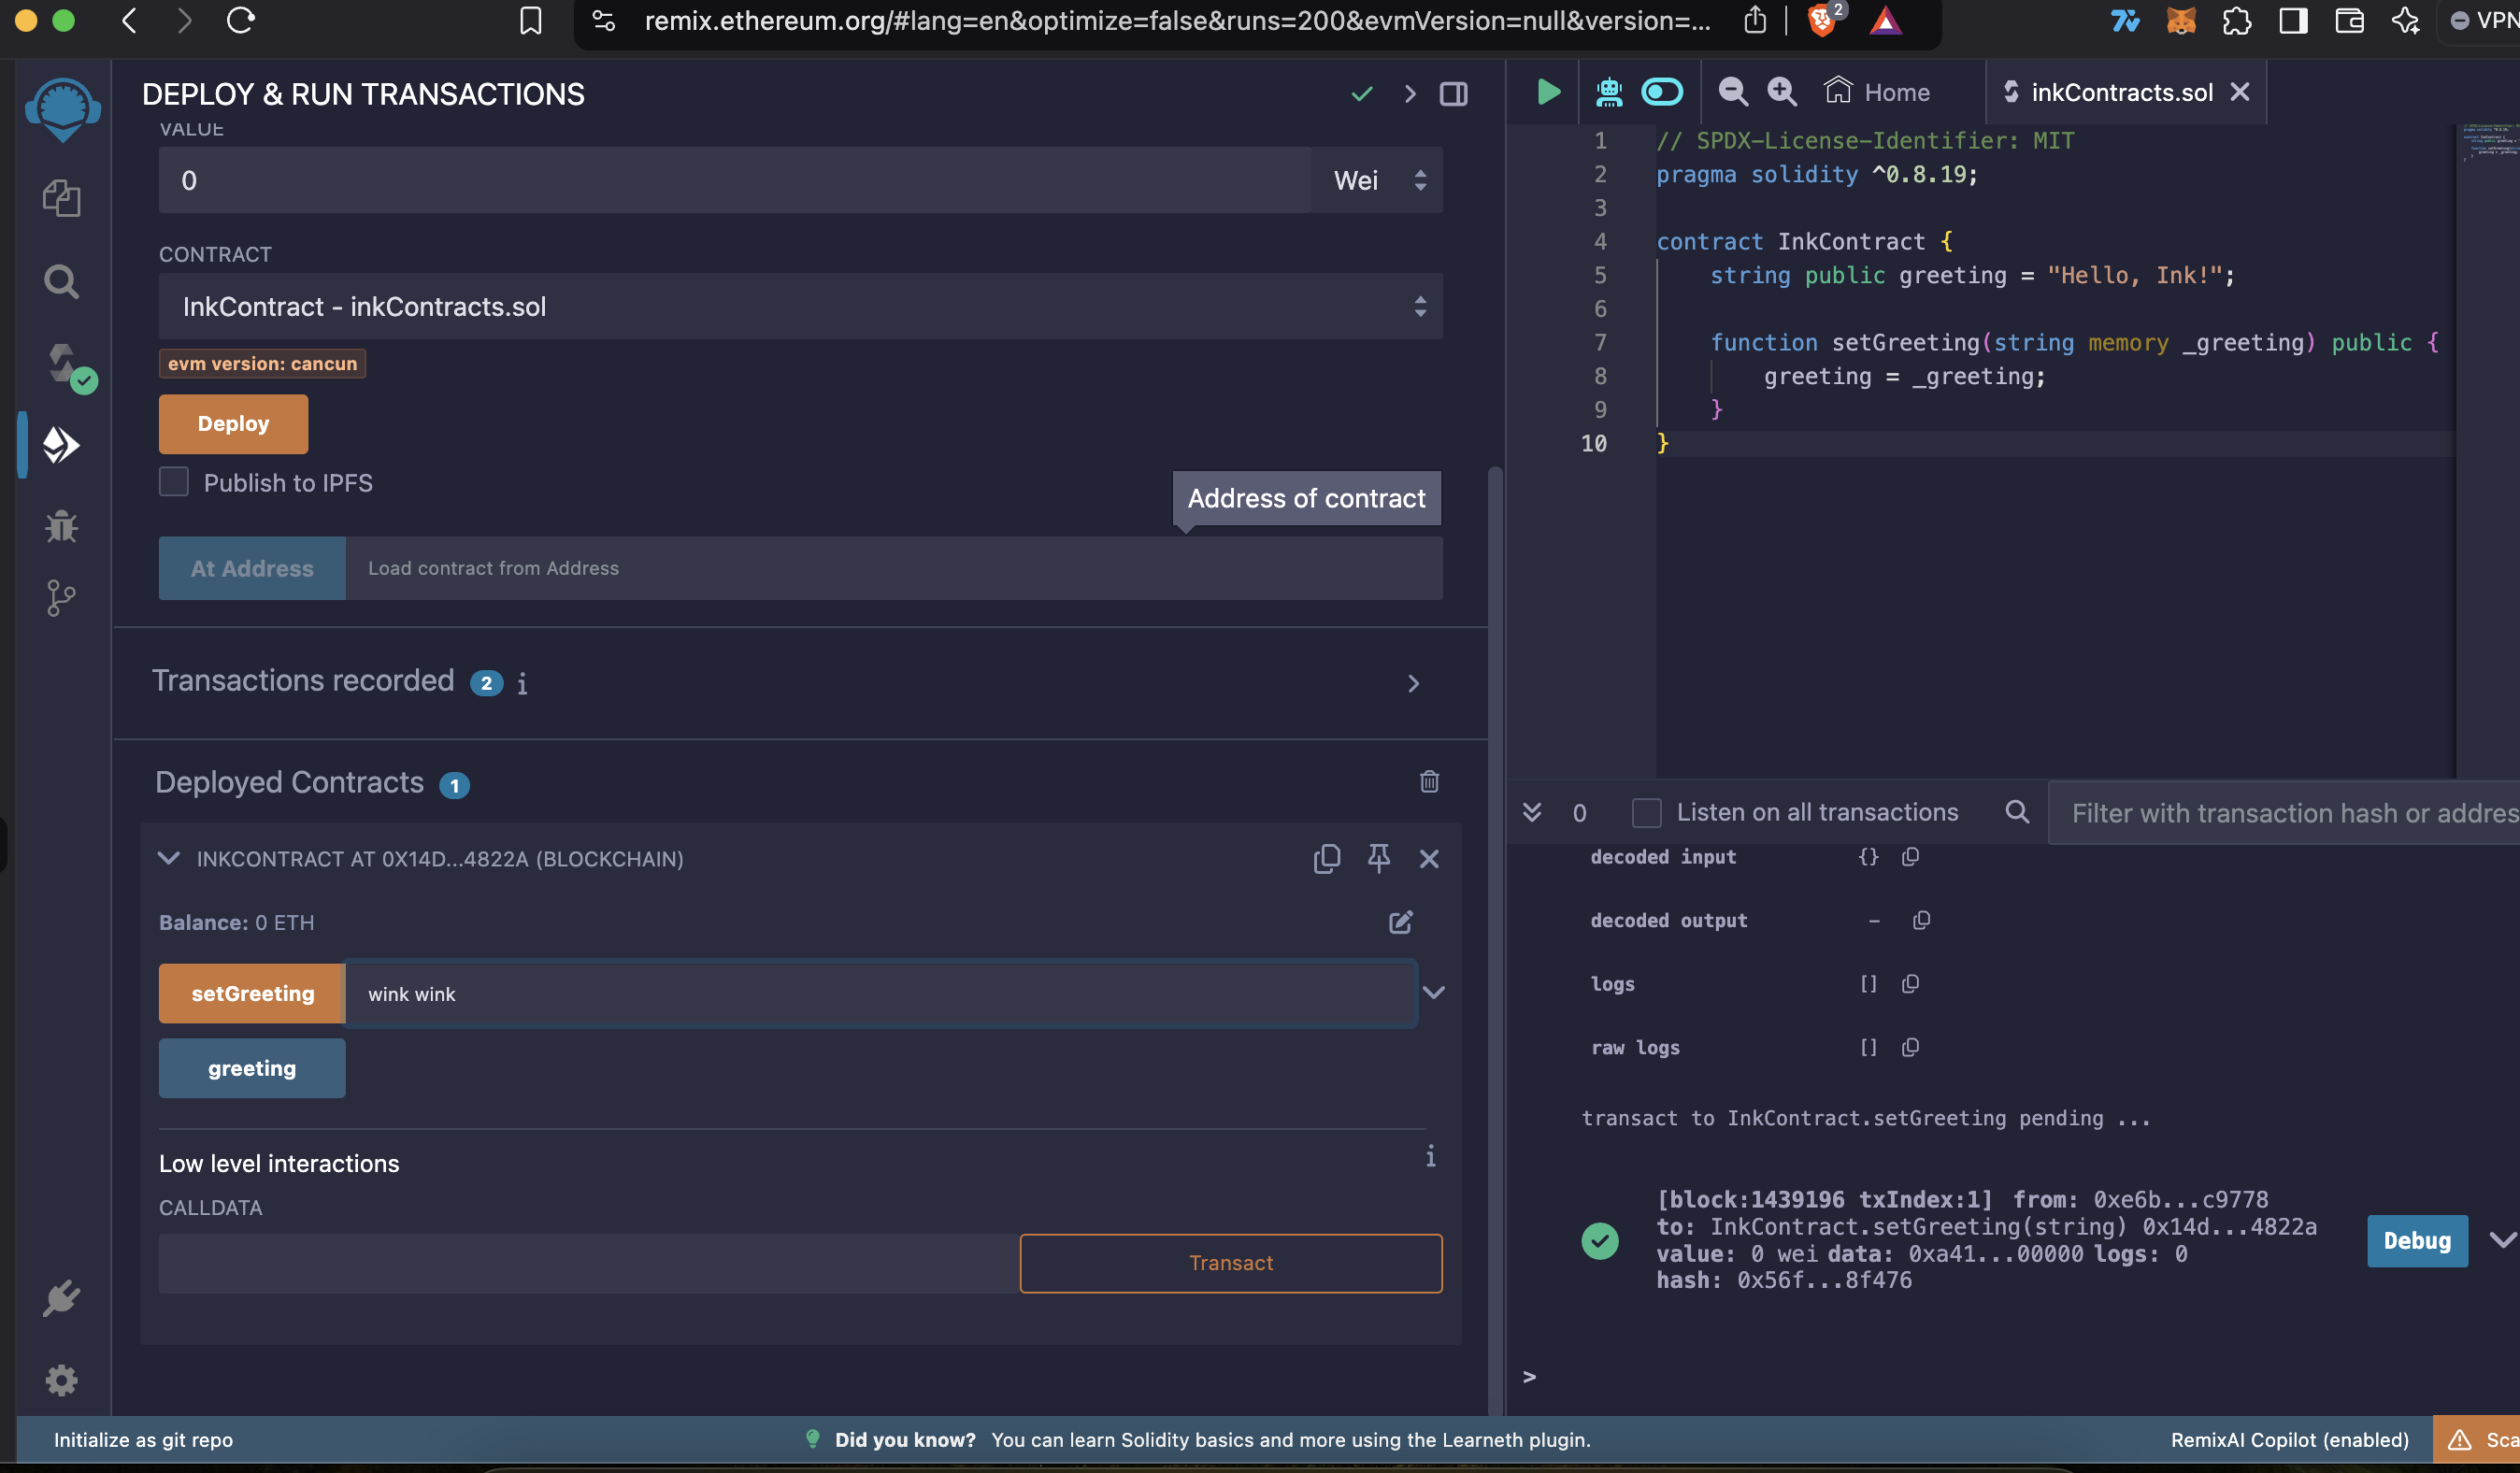 remix.ethereum.org/#lang=en&optimize=false&runs=200&evmVersion=null&version=...
2
VPN
DEPLOY & RUN TRANSACTIONS
VALUE
0
Wei
CONTRACT
InkContract - inkContracts.sol
evm version: cancun
Deploy
Publish to IPFS
Address of contract
At Address
Load contract from Address
Transactions recorded 2 i
Deployed Contracts 1
INKCONTRACT AT 0X14D...4822A (BLOCKCHAIN)
Balance: 0 ETH
setGreeting
wink wink
greeting
Low level interactions
i
CALLDATA
Transact
Home
inkContracts.sol
1 // SPDX-License-Identifier: MIT
2 pragma solidity ^0.8.19;
3
4 contract InkContract {
5 string public greeting = "Hello, Ink!";
6
7 function setGreeting(string memory _greeting) public {
8 greeting = _greeting;
9 }
10 }
0
Listen on all transactions
Filter with transaction hash or addres
decoded input {}
decoded output -
logs []
raw logs []
transact to InkContract.setGreeting pending ...
[block:1439196 txIndex:1] from: 0xe6b...c9778
to: InkContract.setGreeting(string) 0x14d...4822a
value: 0 wei data: 0xa41...00000 logs: 0
hash: 0x56f...8f476
Debug
>
Initialize as git repo
Did you know? You can learn Solidity basics and more using the Learneth plugin.
RemixAI Copilot (enabled)
Sca